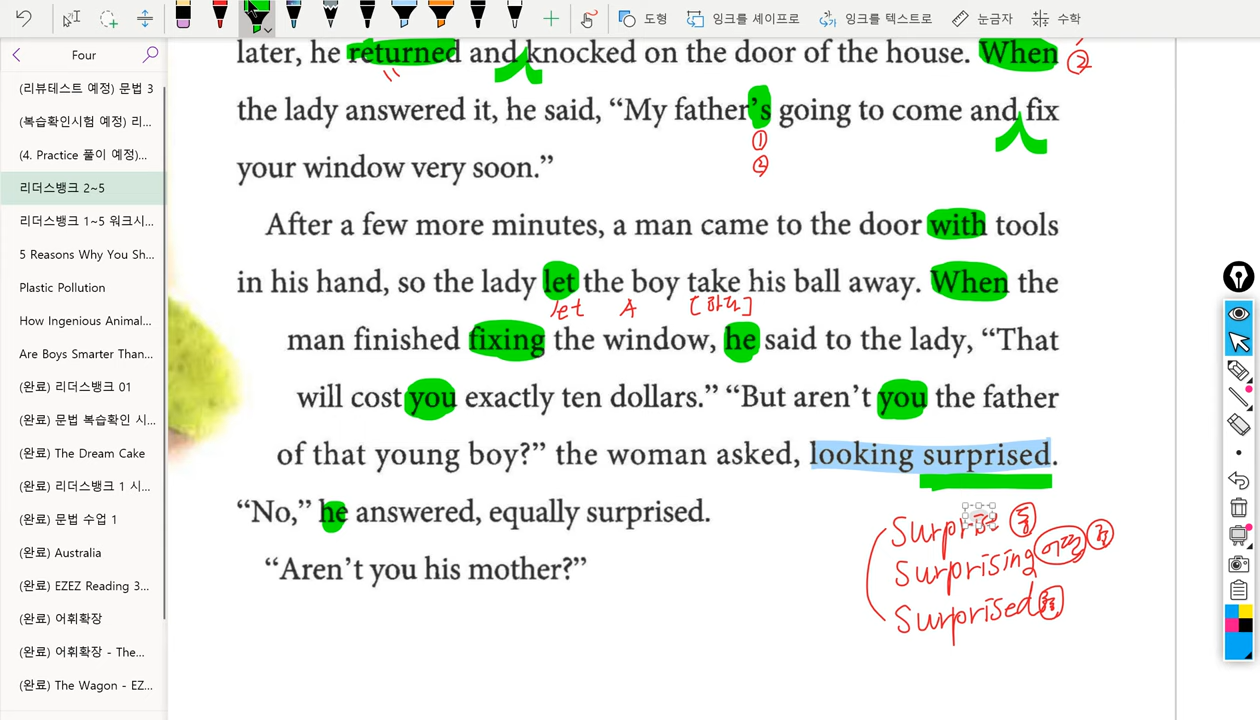 도형
잉크를 셰이프로
잉크를 텍스트로
눈금자
수학
Four
(리뷰테스트 예정) 문법 3
(복습확인시험 예정) 리...
(4. Practice 풀이 예정)...
리더스뱅크 2~5
리더스뱅크 1~5 워크시...
5 Reasons Why You Sh...
Plastic Pollution
How Ingenious Animal...
Are Boys Smarter Than...
(완료) 리더스뱅크 01
(완료) 문법 복습확인 시...
(완료) The Dream Cake
(완료) 리더스뱅크 1 시...
(완료) 문법 수업 1
(완료) Australia
(완료) EZEZ Reading 3...
(완료) 어휘확장
(완료) 어휘확장 - The...
(완료) The Wagon - EZ...
later, he returned and knocked on the door of the house. When
②
the lady answered it, he said, “My father’s going to come and fix
①
②
your window very soon.”
After a few more minutes, a man came to the door with tools
in his hand, so the lady let the boy take his ball away. When the
let A [하다]
man finished fixing the window, he said to the lady, “That
will cost you exactly ten dollars.” “But aren’t you the father
of that young boy?” the woman asked, looking surprised.
“No,” he answered, equally surprised.
“Aren’t you his mother?”
Surprise 동
Surprising 형
Surprised 형